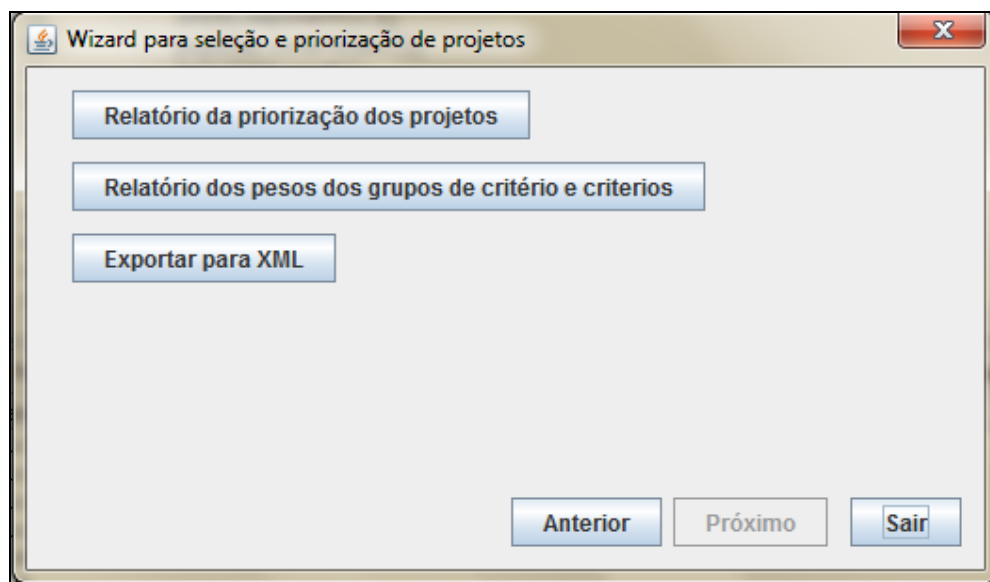 Wizard para seleção e priorização de projetos
Relatório da priorização dos projetos
Relatório dos pesos dos grupos de critério e criterios
Exportar para XML
Anterior Próximo Sair